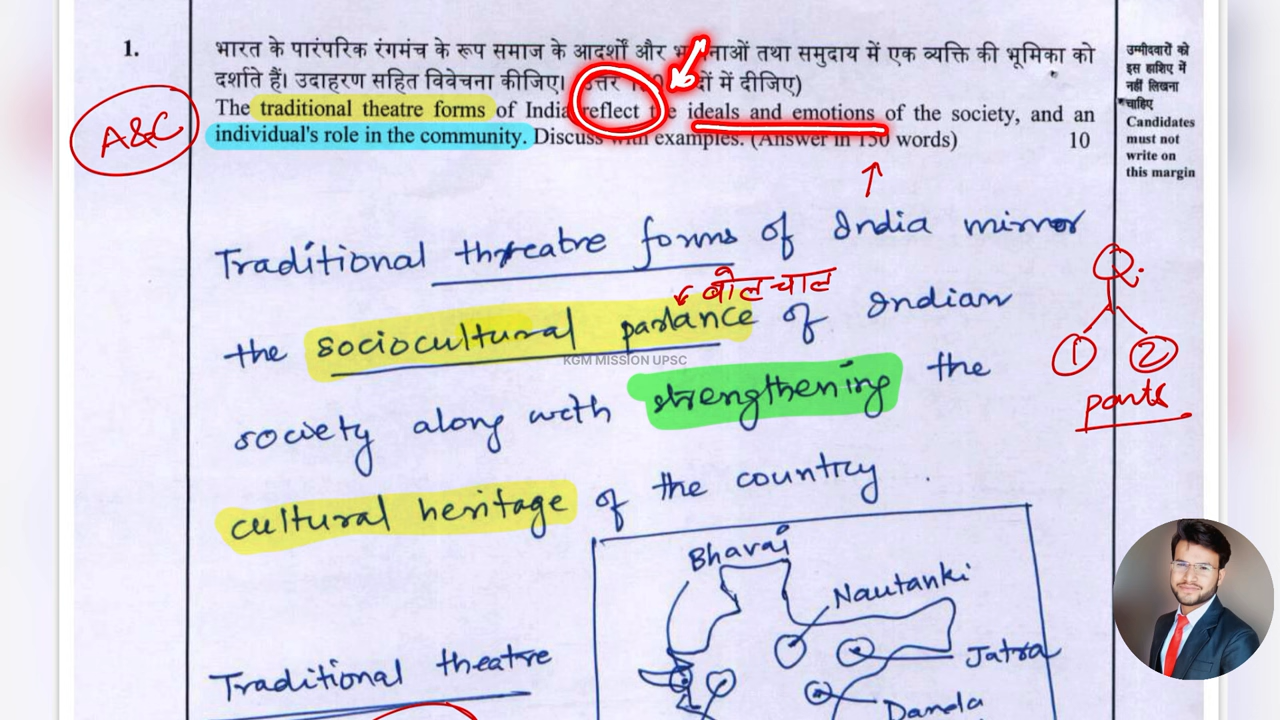 1.
भारत के पारंपरिक रंगमंच के रूप समाज के आदर्शों और तथा समुदाय में एक व्यक्ति की भूमिका को
दर्शाते हैं। उदाहरण सहित विवेचना कीजिए। में दीजिए)
The traditional theatre forms of India reflect the ideals and emotions of the society, and an
individual's role in the community. Discuss with examples. (Answer in 150 words) 10
उम्मीदवारों को
इस हाशिए में
नहीं लिखना
चाहिए
Candidates
must not
write on
this margin
A&C
Traditional theatre forms of India mirror
बोलचाल
the sociocultural parlance of Indian
KGM MISSION UPSC
society along with strengthening the
cultural heritage of the country.
Q.
1 2
parts
Bhavai
Nautanki
Jatra
Danda
Traditional theatre